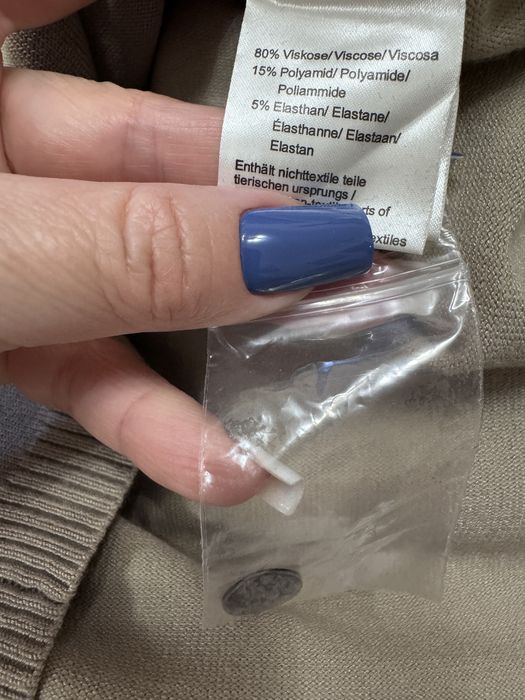 80% Viskose/Viscose/Viscosa
15% Polyamid/ Polyamide/
Poliammide
5% Elasthan/ Elastane/
Élasthanne/ Elastaan/
Elastan
Enthält nichttextile teile
tierischen ursprungs /
of